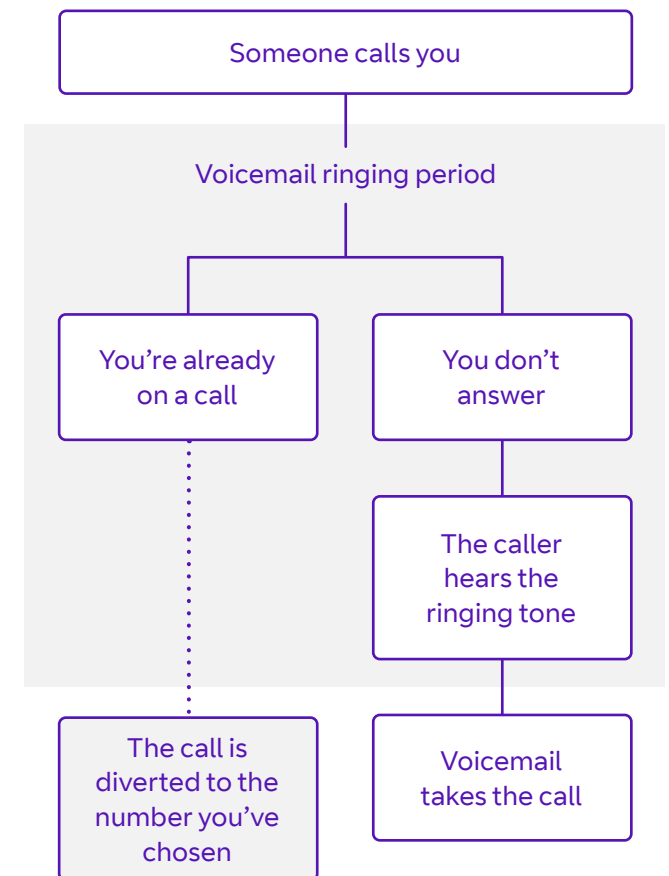 Someone calls you
Voicemail ringing period
You’re already
on a call
You don’t
answer
The caller
hears the
ringing tone
The call is
diverted to the
number you’ve
chosen
Voicemail
takes the call